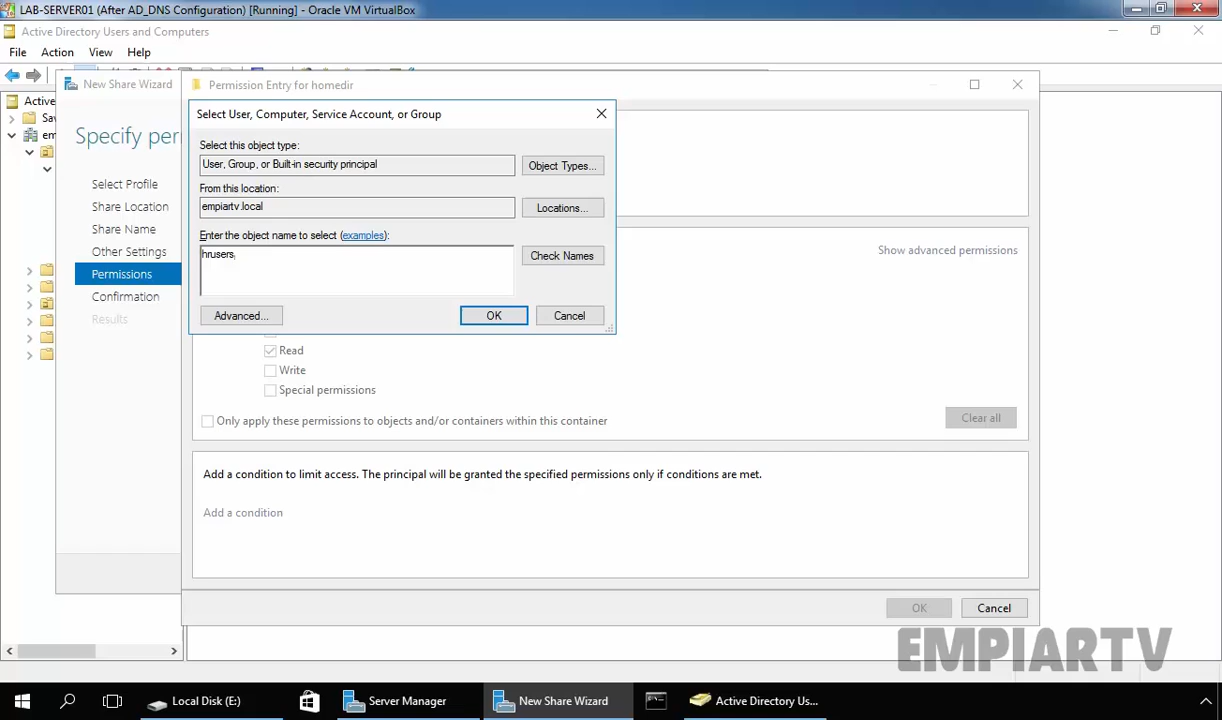 LAB-SERVER01 (After AD_DNS Configuration) [Running] - Oracle VM VirtualBox
Active Directory Users and Computers
File Action View Help
New Share Wizard
Permission Entry for homedir
Active
Sa
em
Specify per
Select Profile
Share Location
Share Name
Other Settings
Permissions
Confirmation
Results
Select User, Computer, Service Account, or Group
Select this object type:
User, Group, or Built-in security principal
Object Types...
From this location:
empiartv.local
Locations...
Enter the object name to select (examples):
hrusers,
Check Names
Advanced...
OK
Cancel
Show advanced permissions
Read
Write
Special permissions
Only apply these permissions to objects and/or containers within this container
Clear all
Add a condition to limit access. The principal will be granted the specified permissions only if conditions are met.
Add a condition
OK
Cancel
EMPIARTV
Local Disk (E:)
Server Manager
New Share Wizard
Active Directory Us...